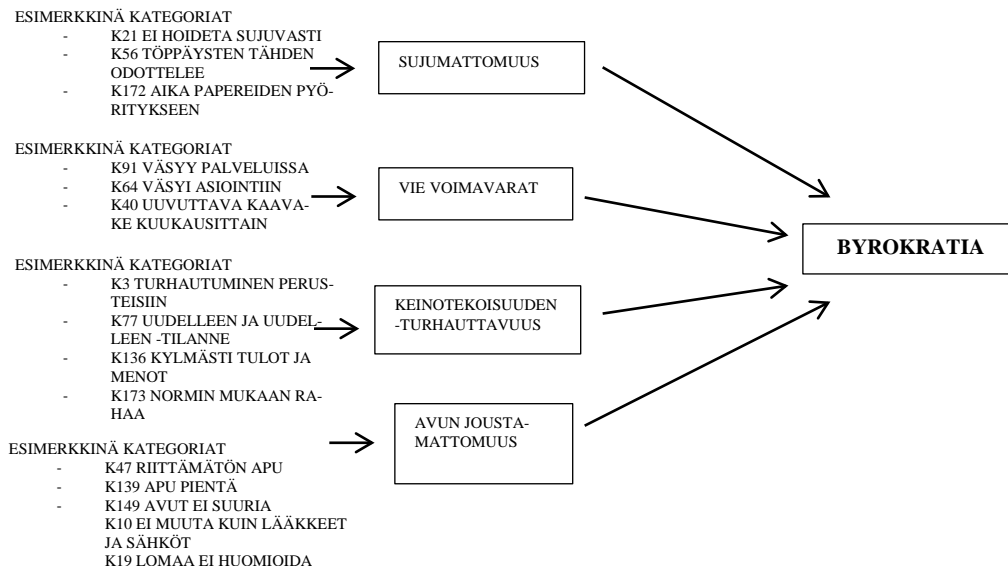 ESIMERKKINÄ KATEGORIAT
- K21 EI HOIDETA SUJUVASTI
- K56 TÖPPÄYSTEN TÄHDEN
ODOTTELEE
- K172 AIKA PAPEREIDEN PYÖ-
RITYKSEEN
SUJUMATTOMUUS
ESIMERKKINÄ KATEGORIAT
- K91 VÄSYY PALVELUISSA
- K64 VÄSYI ASIOINTIIN
- K40 UUVUTTAVA KAAVA-
KE KUUKAUSITTAIN
VIE VOIMAVARAT
ESIMERKKINÄ KATEGORIAT
- K3 TURHAUTUMINEN PERUS-
TEISIIN
- K77 UUDELLEEN JA UUDEL-
LEEN -TILANNE
- K136 KYLMÄSTI TULOT JA
MENOT
- K173 NORMIN MUKAAN RA-
HAA
KEINOTEKOISUUDEN
-TURHAUTTAVUUS
ESIMERKKINÄ KATEGORIAT
- K47 RIITTÄMÄTÖN APU
- K139 APU PIENTÄ
- K149 AVUT EI SUURIA
K10 EI MUUTA KUIN LÄÄKKEET
JA SÄHKÖT
K19 LOMAA EI HUOMIOIDA
AVUN JOUSTA-
MATTOMUUS
BYROKRATIA